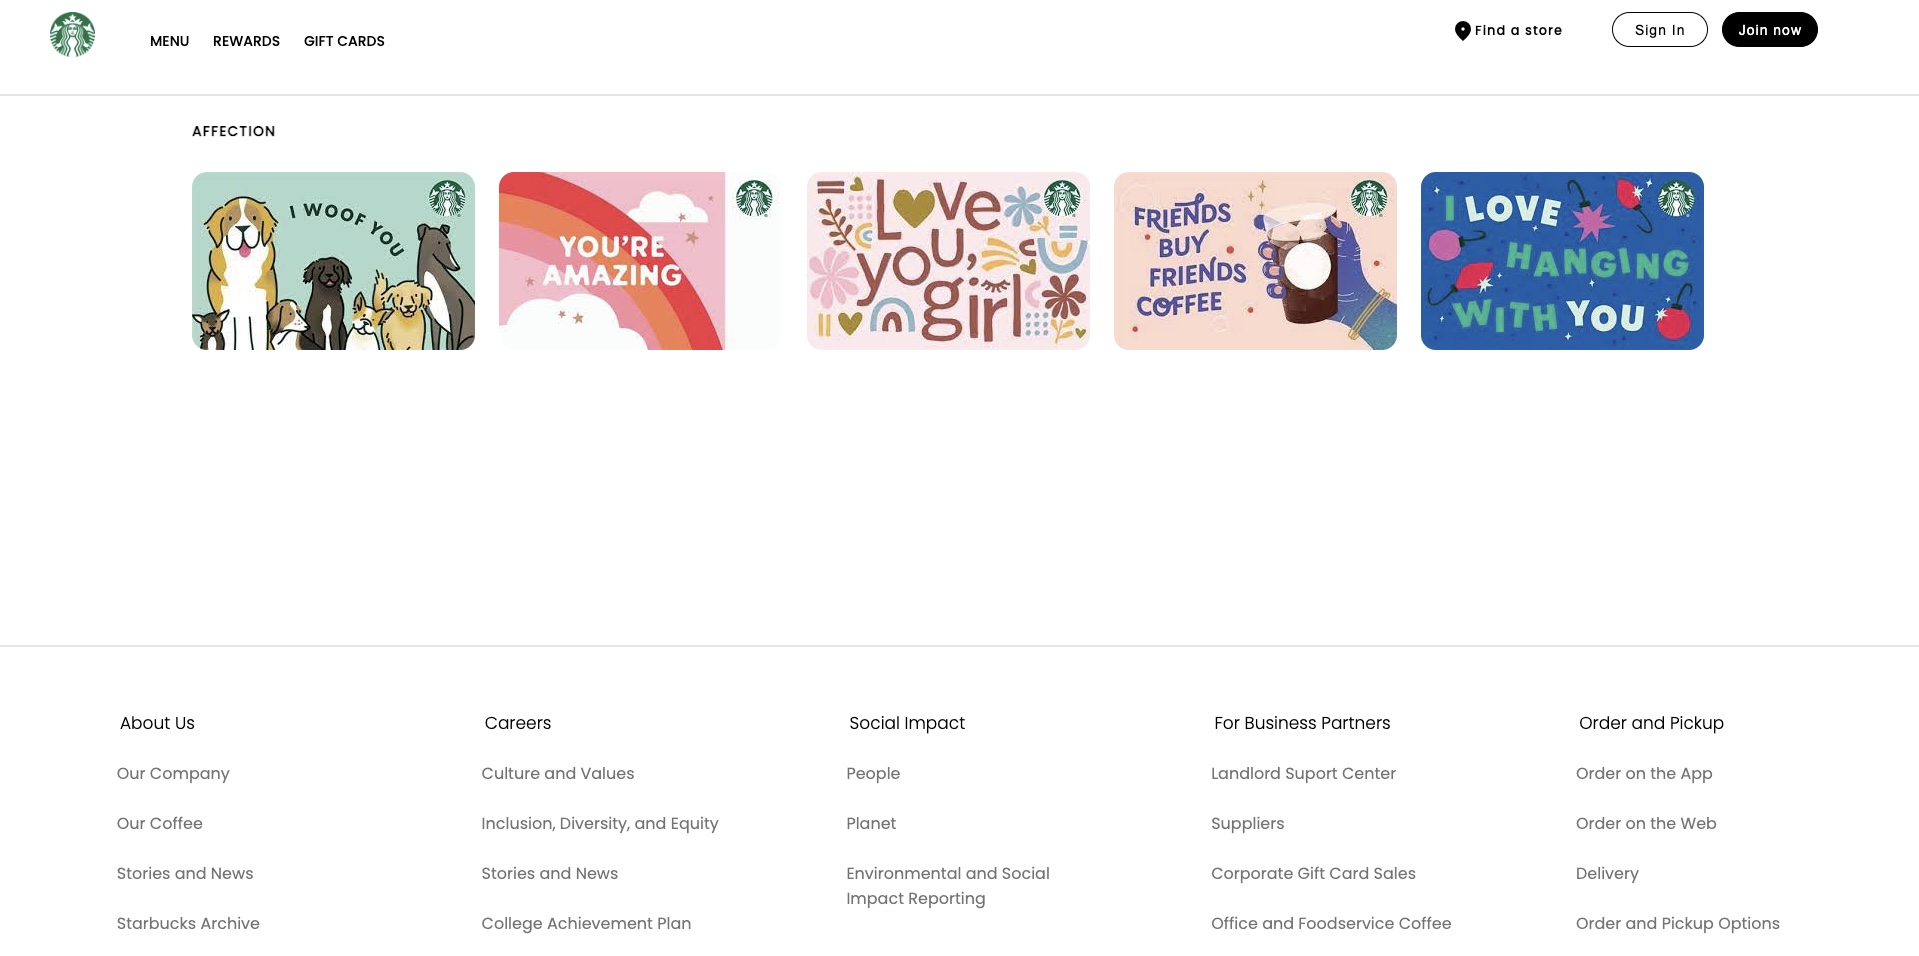 MENU REWARDS GIFT CARDS Find a store Sign In Join now
AFFECTION
I WOOF YOU
YOU'RE
AMAZING
Love
you,
girl
FRIENDS
BUY
FRIENDS
COFFEE
I LOVE
HANGING
WITH YOU
About Us
Our Company
Our Coffee
Stories and News
Starbucks Archive
Careers
Culture and Values
Inclusion, Diversity, and Equity
Stories and News
College Achievement Plan
Social Impact
People
Planet
Environmental and Social
Impact Reporting
For Business Partners
Landlord Suport Center
Suppliers
Corporate Gift Card Sales
Office and Foodservice Coffee
Order and Pickup
Order on the App
Order on the Web
Delivery
Order and Pickup Options